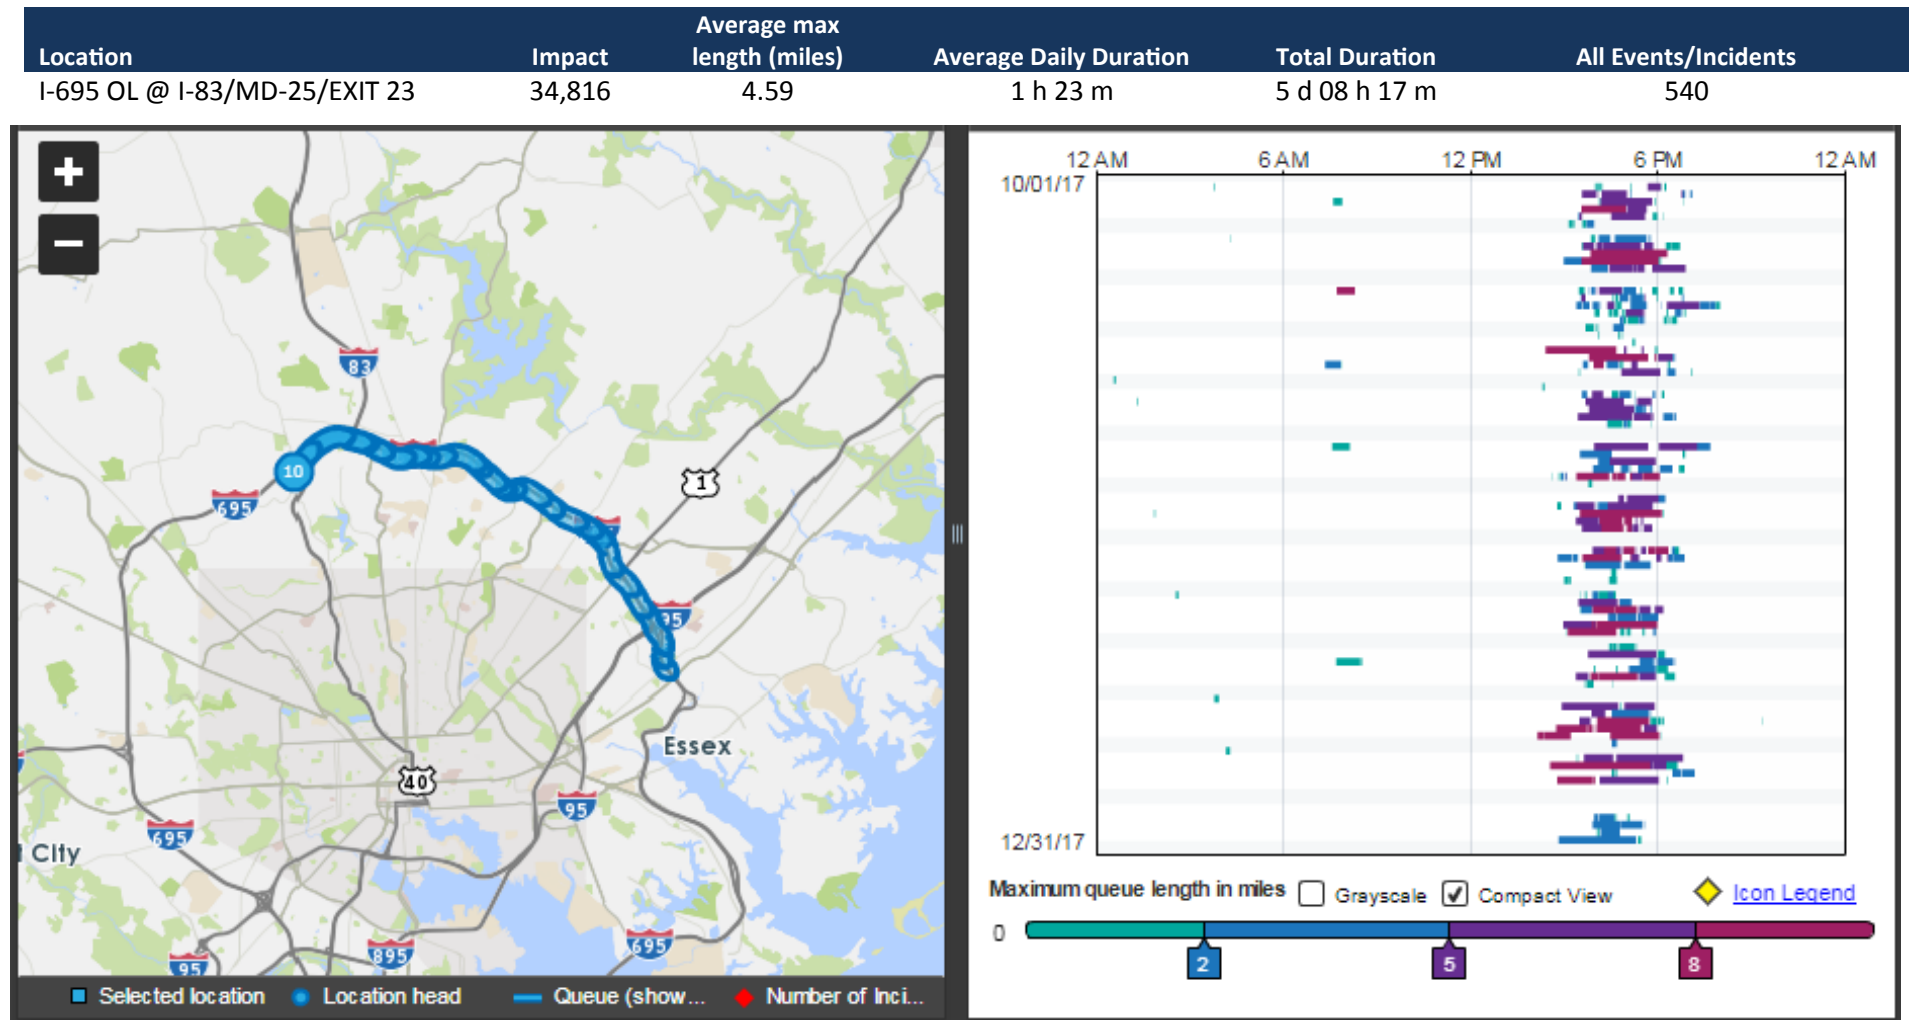 Location Impact Average max length (miles) Average Daily Duration Total Duration All Events/Incidents
I-695 OL @ I-83/MD-25/EXIT 23 34,816 4.59 1 h 23 m 5 d 08 h 17 m 540
+
−
83
10
695
1
95
Essex
40
95
695
City
895
695
95
Selected location Location head Queue (show... Number of Inci...
12 AM 6 AM 12 PM 6 PM 12 AM
10/01/17
12/31/17
Maximum queue length in miles Grayscale Compact View Icon Legend
0
2 5 8